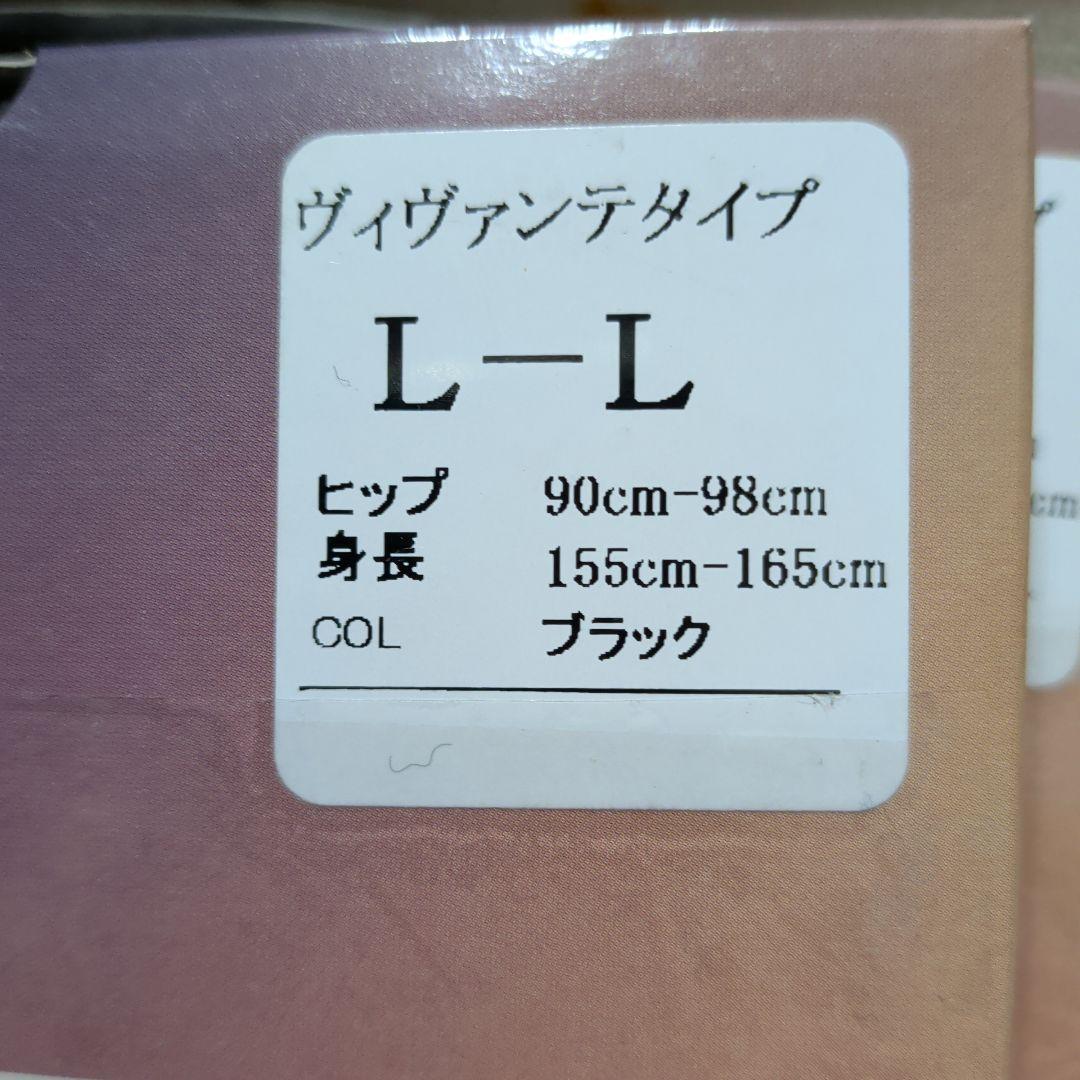 ヴィヴァンテタイプ
L－L
ヒップ 90cm-98cm
身長 155cm-165cm
COL ブラック
cm